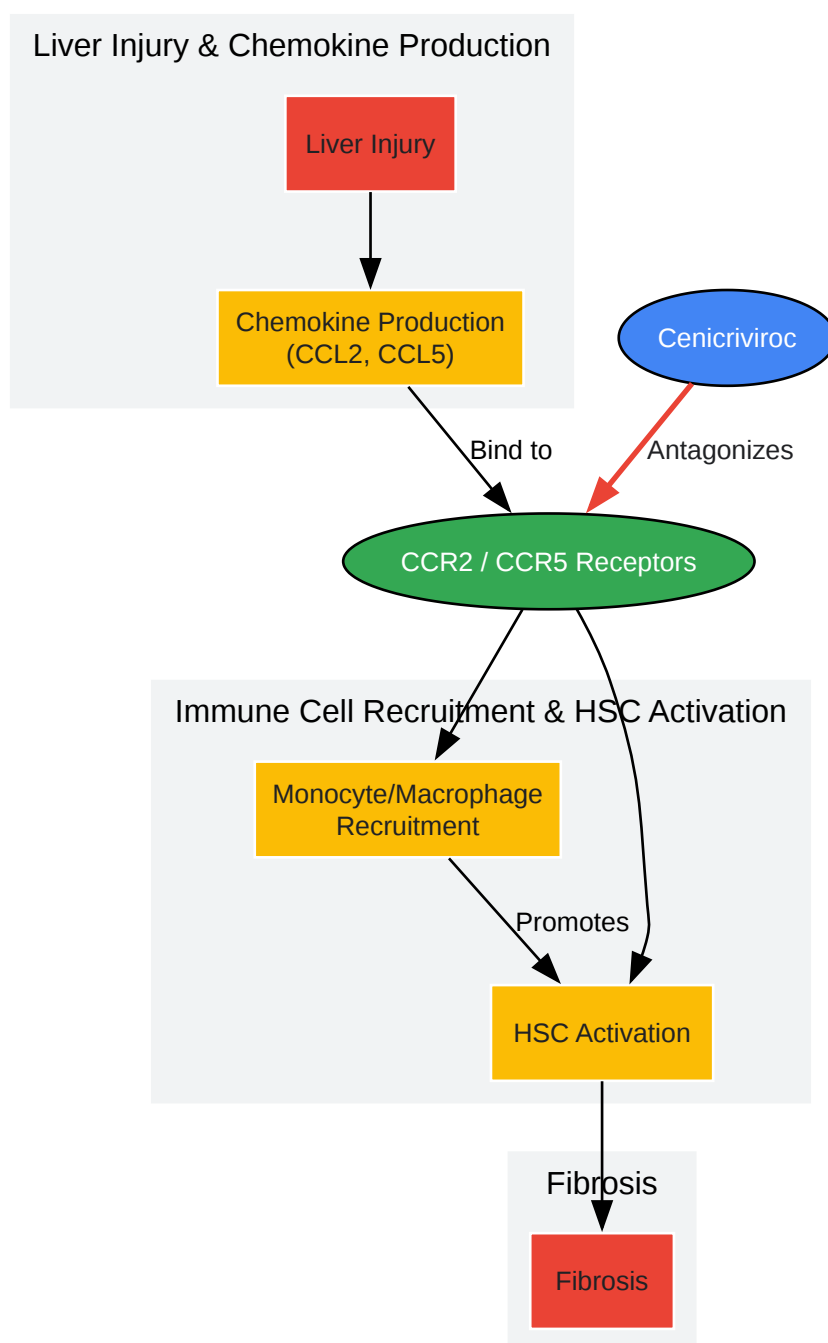 Liver Injury & Chemokine Production
Liver Injury
Chemokine Production
(CCL2, CCL5)
Cenicriviroc
Bind to
Antagonizes
CCR2 / CCR5 Receptors
Immune Cell Recruitment & HSC Activation
Monocyte/Macrophage
Recruitment
Promotes
HSC Activation
Fibrosis
Fibrosis